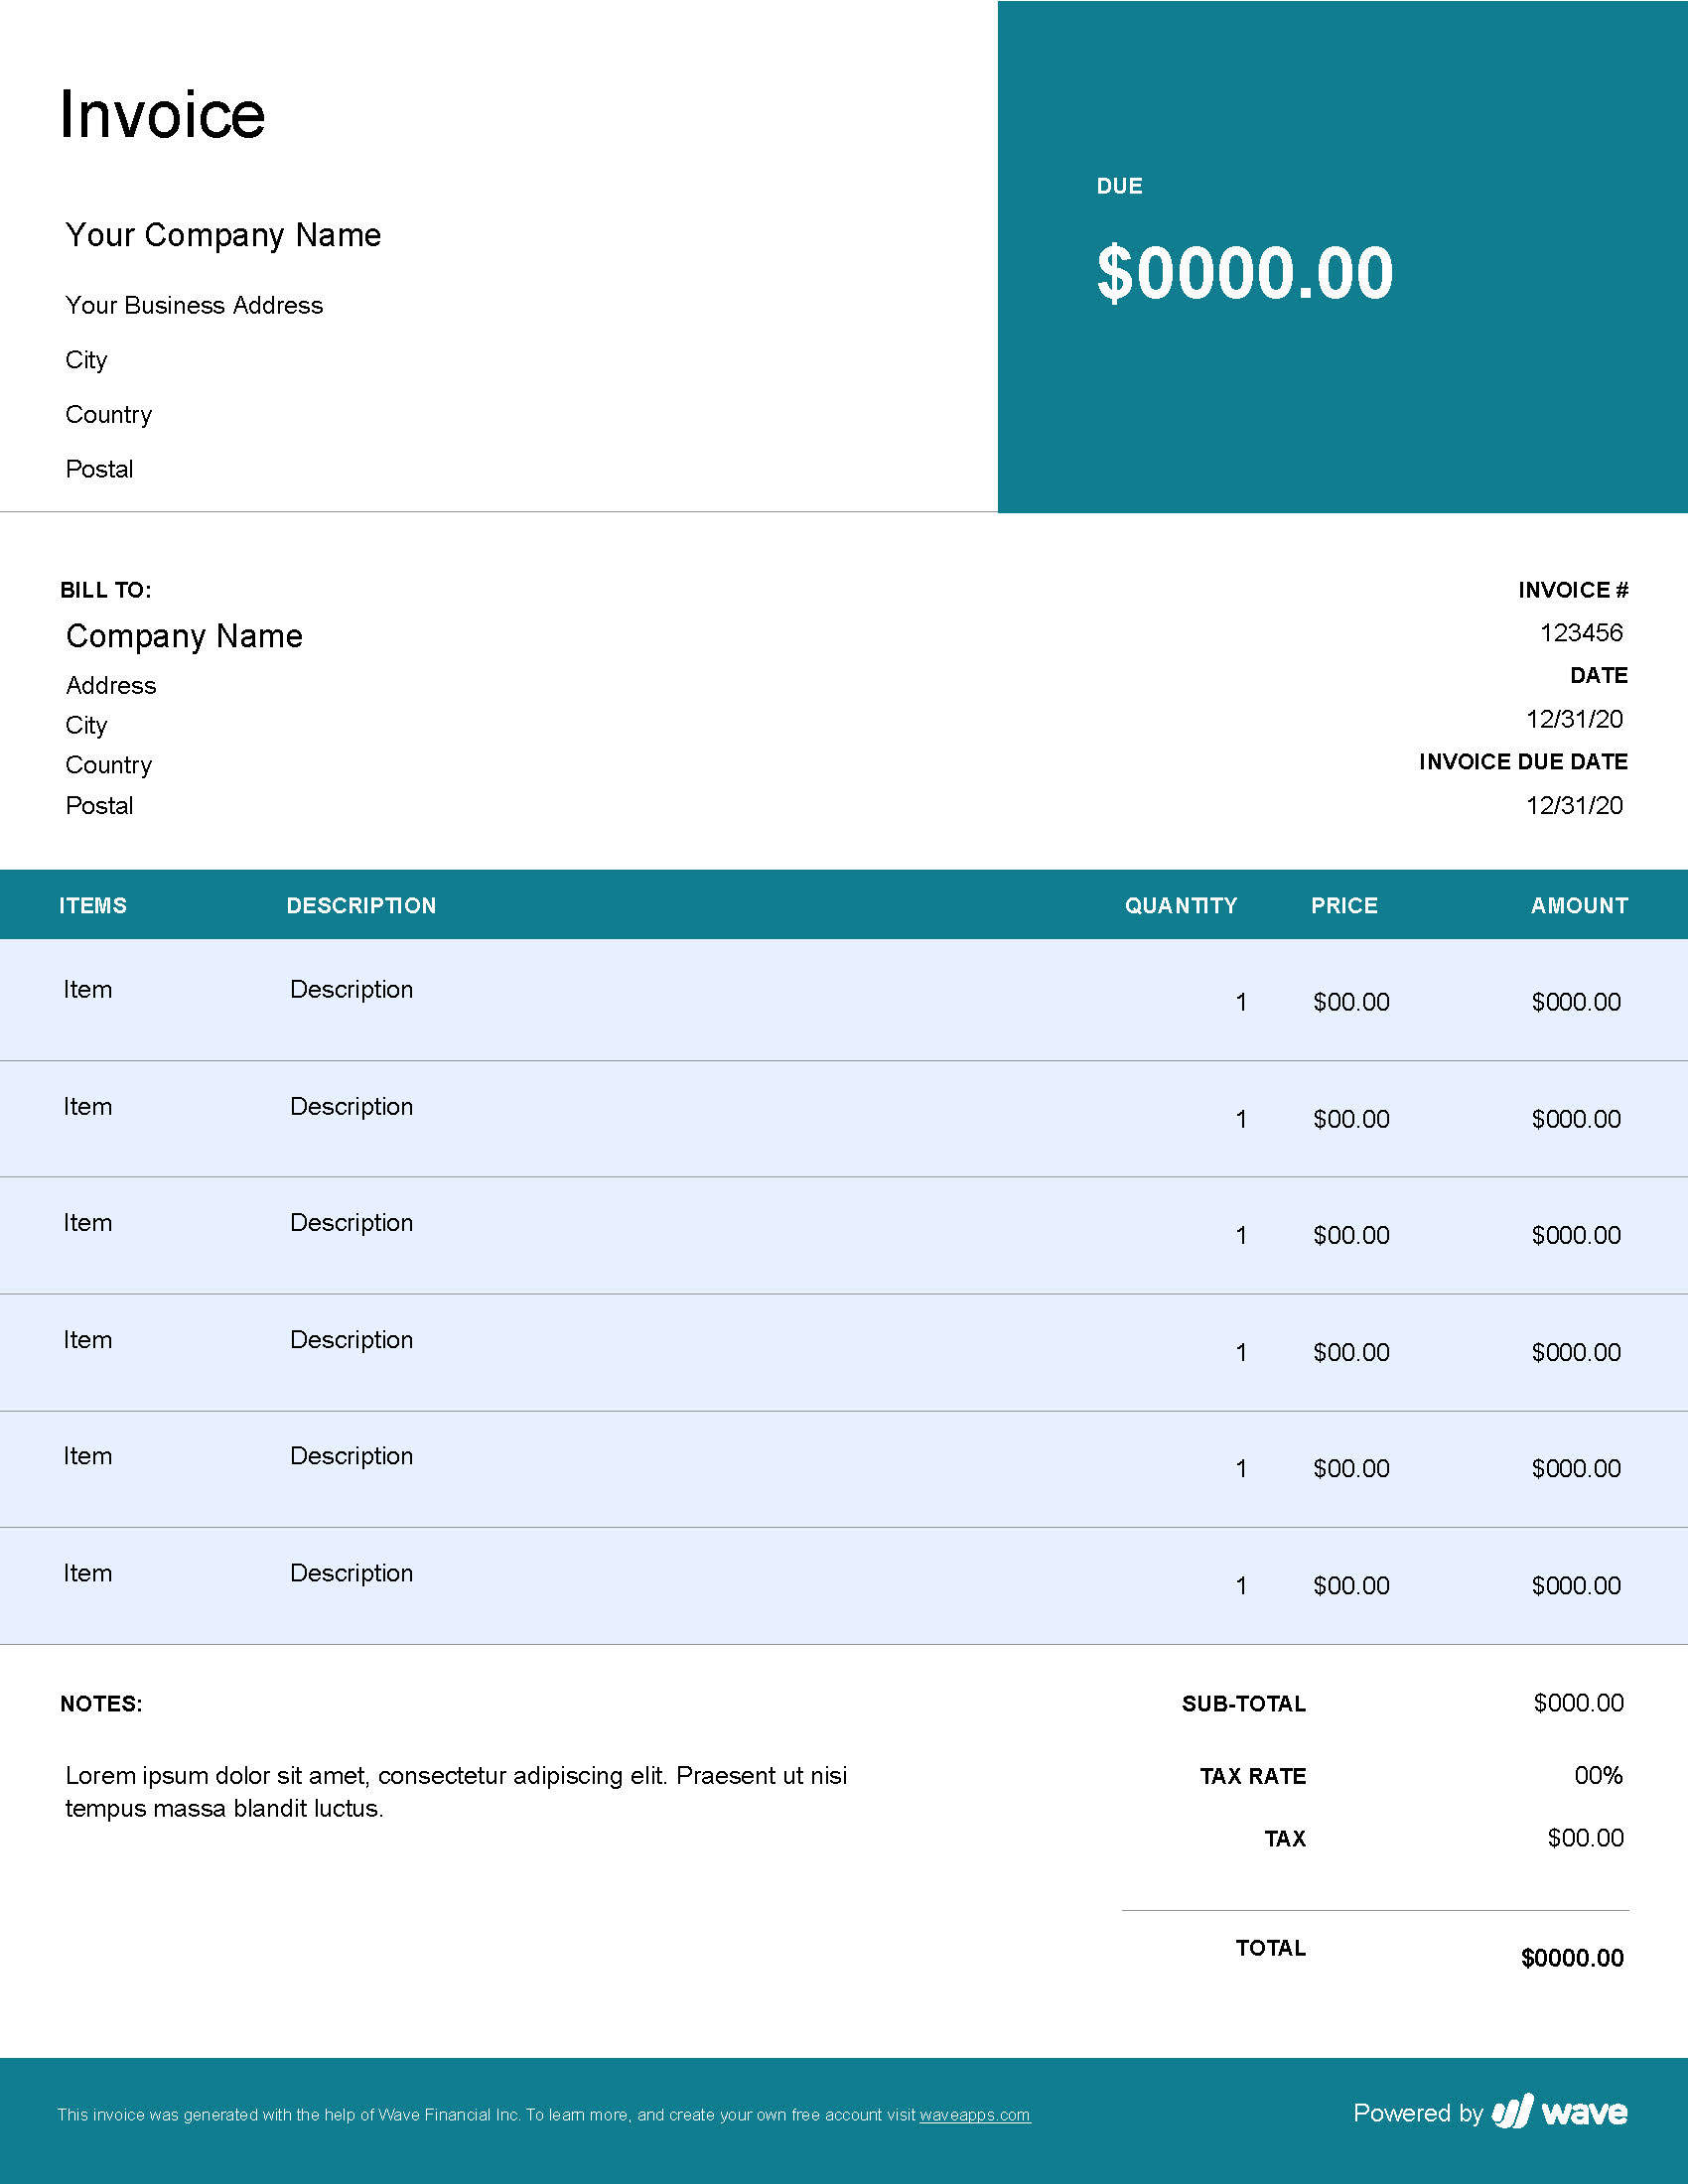 Invoice
DUE
$0000.00
Your Company Name
Your Business Address
City
Country
Postal
BILL TO:
Company Name
Address
City
Country
Postal
INVOICE #
123456
DATE
12/31/20
INVOICE DUE DATE
12/31/20
ITEMS DESCRIPTION QUANTITY PRICE AMOUNT
Item Description 1 $00.00 $000.00
Item Description 1 $00.00 $000.00
Item Description 1 $00.00 $000.00
Item Description 1 $00.00 $000.00
Item Description 1 $00.00 $000.00
Item Description 1 $00.00 $000.00
NOTES:
Lorem ipsum dolor sit amet, consectetur adipiscing elit. Praesent ut nisi
tempus massa blandit luctus.
SUB-TOTAL $000.00
TAX RATE 00%
TAX $00.00
TOTAL $0000.00
This invoice was generated with the help of Wave Financial Inc. To learn more, and create your own free account visit waveapps.com
Powered by wave